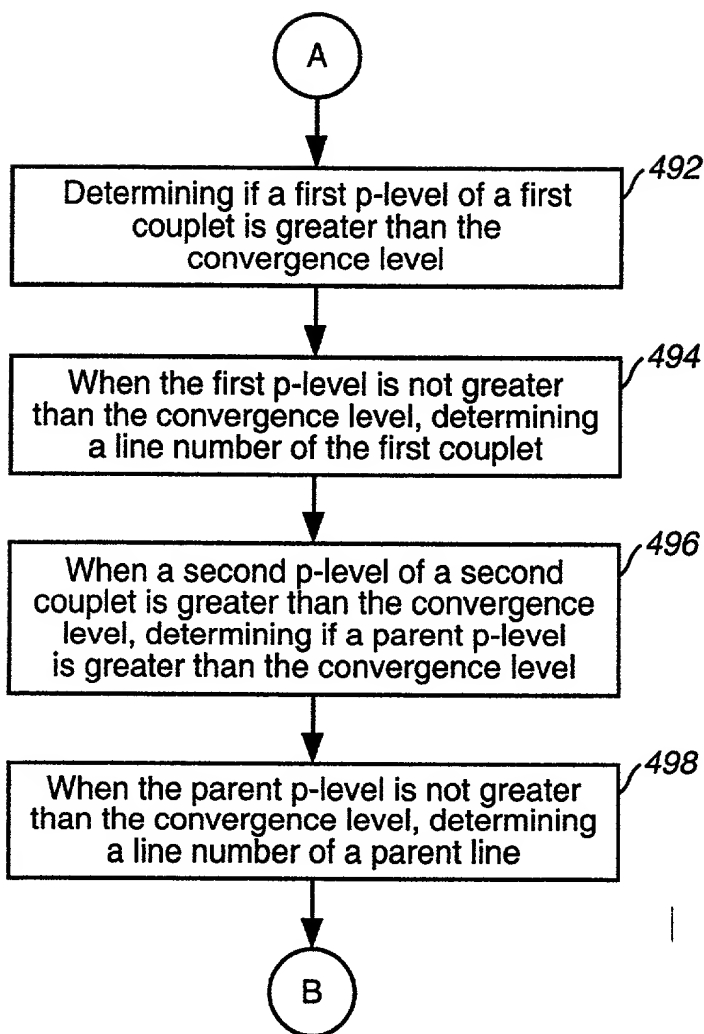 A
492
Determining if a first p-level of a first
couplet is greater than the
convergence level
494
When the first p-level is not greater
than the convergence level, determining
a line number of the first couplet
496
When a second p-level of a second
couplet is greater than the convergence
level, determining if a parent p-level
is greater than the convergence level
498
When the parent p-level is not greater
than the convergence level, determining
a line number of a parent line
B